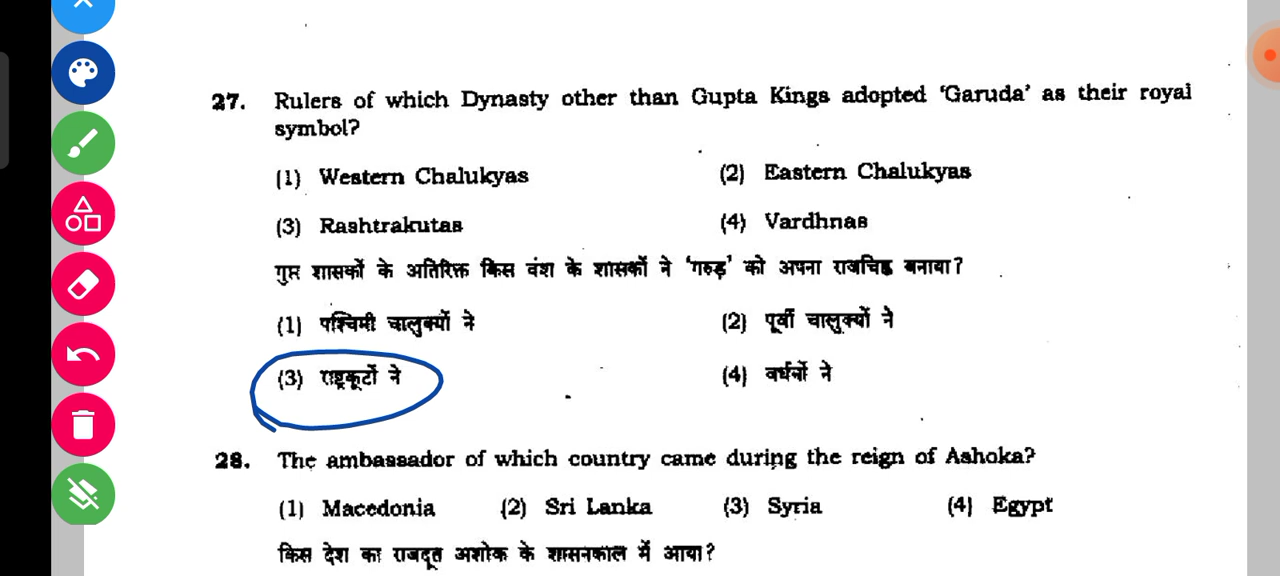 27. Rulers of which Dynasty other than Gupta Kings adopted ‘Garuda’ as their royal
symbol?
(1) Western Chalukyas (2) Eastern Chalukyas
(3) Rashtrakutas (4) Vardhnas
गुप्त शासकों के अतिरिक्त किस वंश के शासकों ने ‘गरुड़’ को अपना राजचिह्न बनाया?
(1) पश्चिमी चालुक्यों ने (2) पूर्वी चालुक्यों ने
(3) राष्ट्रकूटों ने (4) वर्धनों ने
28. The ambassador of which country came during the reign of Ashoka?
(1) Macedonia (2) Sri Lanka (3) Syria (4) Egypt
किस देश का राजदूत अशोक के शासनकाल में आया?